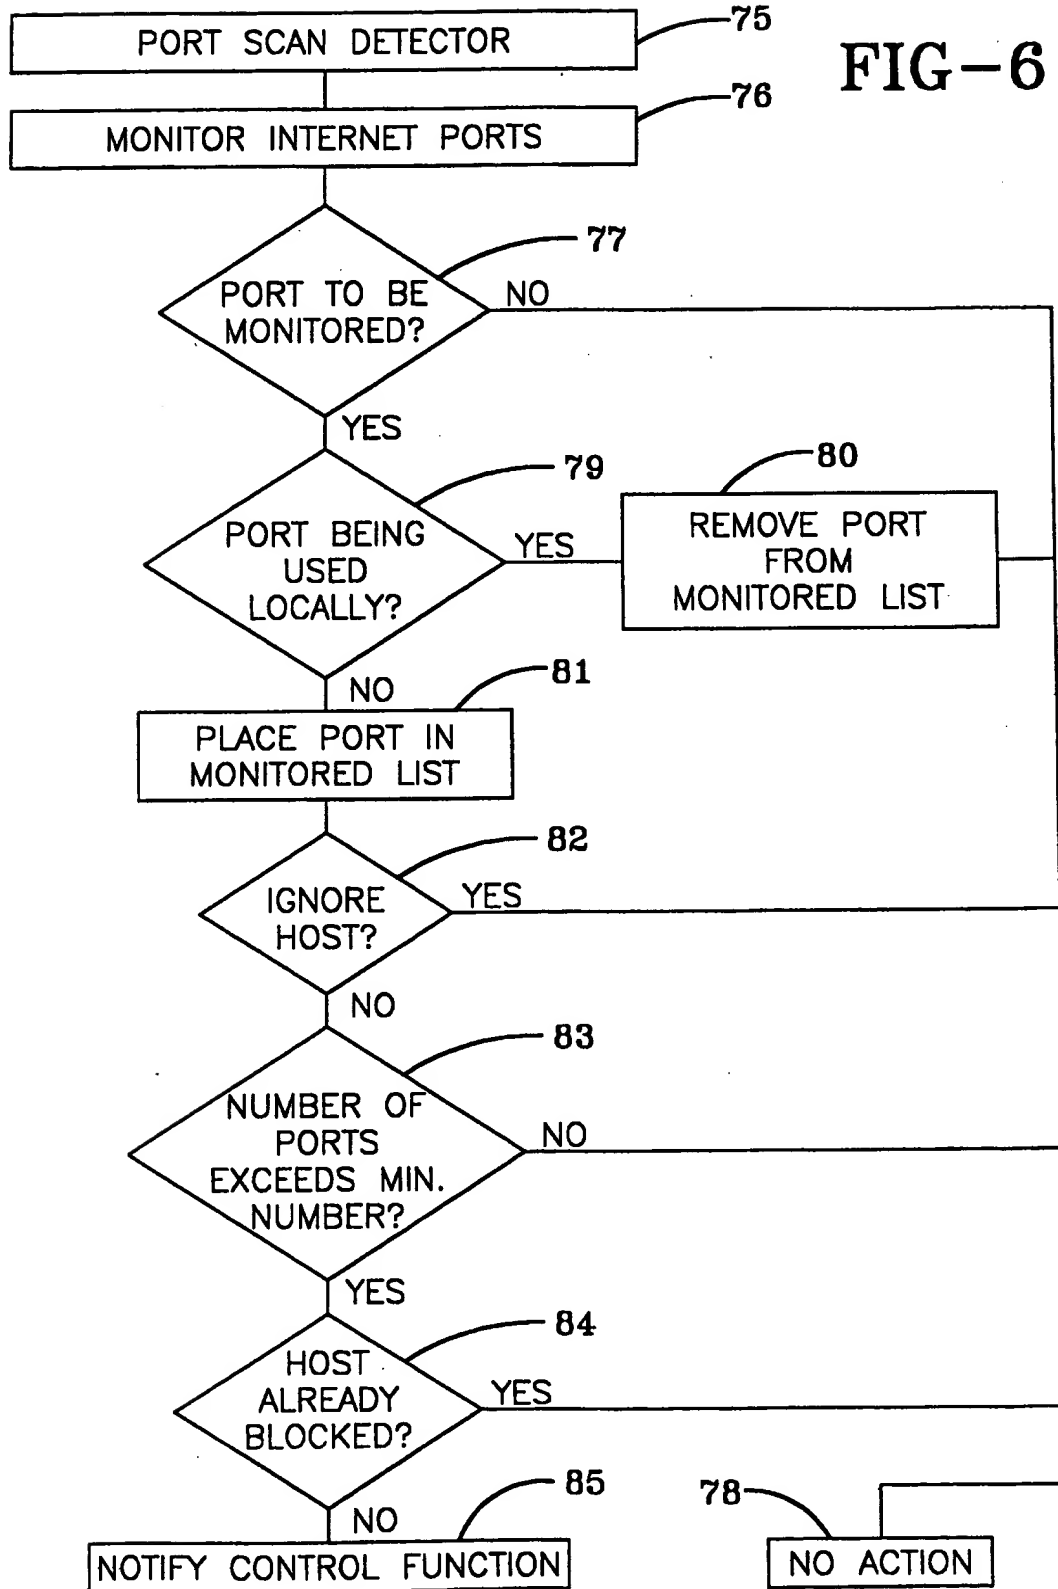 PORT SCAN DETECTOR
75
FIG-6
MONITOR INTERNET PORTS
76
77
PORT TO BE
MONITORED?
NO
YES
79
PORT BEING
USED
LOCALLY?
YES
80
REMOVE PORT
FROM
MONITORED LIST
NO
81
PLACE PORT IN
MONITORED LIST
82
IGNORE
HOST?
YES
NO
83
NUMBER OF
PORTS
EXCEEDS MIN.
NUMBER?
NO
YES
84
HOST
ALREADY
BLOCKED?
YES
NO
85
NOTIFY CONTROL FUNCTION
78
NO ACTION